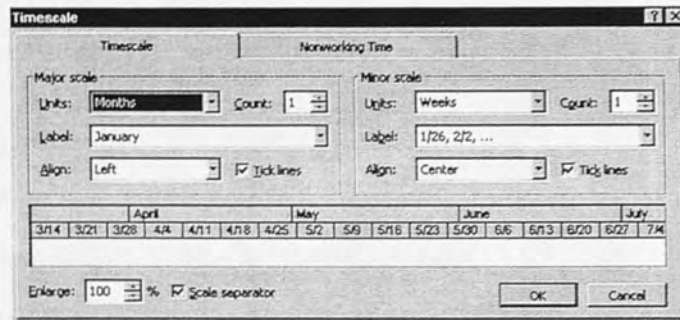 Timescale
Timescale Nonworking Time
Major scale
Units: Months Count: 1
Label: January
Align: Left Tick lines
Minor scale
Units: Weeks Count: 1
Label: 1/26, 2/2, ...
Align: Center Tick lines
April May June July
3/14 3/21 3/28 4/4 4/11 4/18 4/25 5/2 5/9 5/16 5/23 5/30 6/6 6/13 6/20 6/27 7/4
Enlarge: 100 % Scale separator OK Cancel